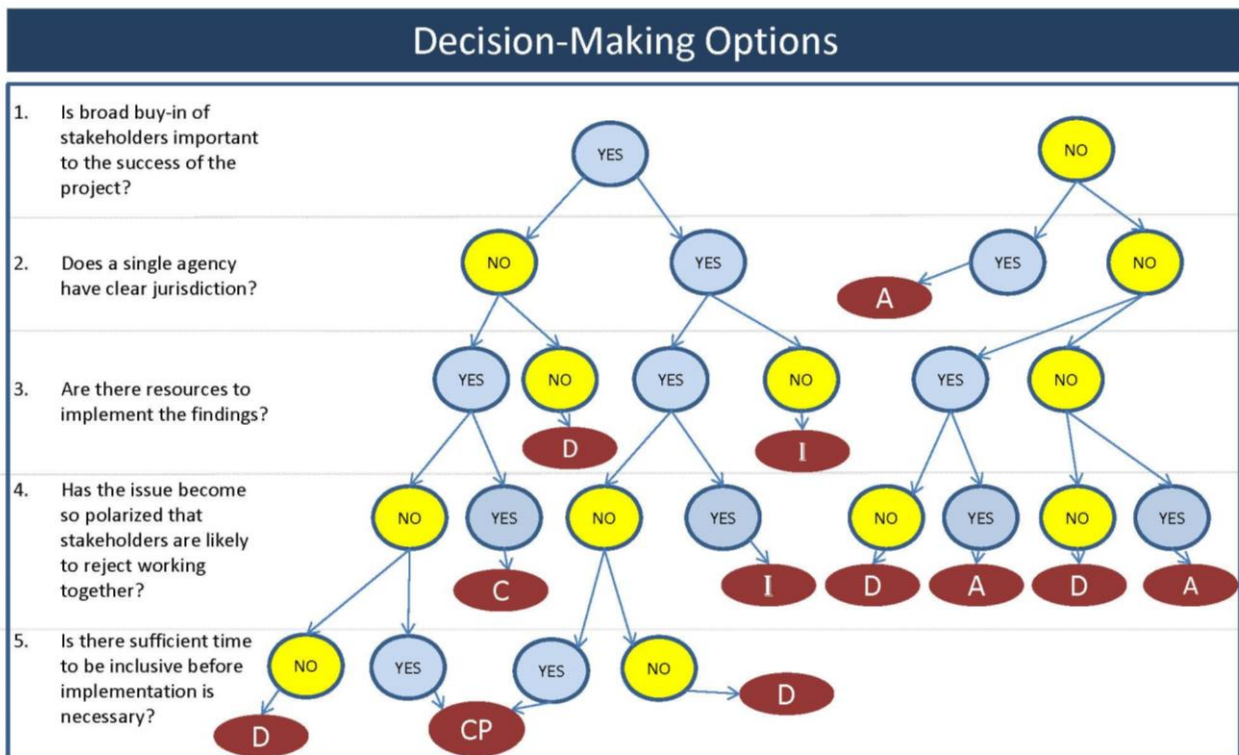 Decision-Making Options
1. Is broad buy-in of
stakeholders important
to the success of the
project?
YES
NO
2. Does a single agency
have clear jurisdiction?
NO
YES
YES
NO
A
3. Are there resources to
implement the findings?
YES
NO
YES
NO
YES
NO
D
I
4. Has the issue become
so polarized that
stakeholders are likely
to reject working
together?
NO
YES
NO
YES
NO
YES
NO
YES
C
I
D
A
D
A
5. Is there sufficient time
to be inclusive before
implementation is
necessary?
NO
YES
YES
NO
D
CP
D